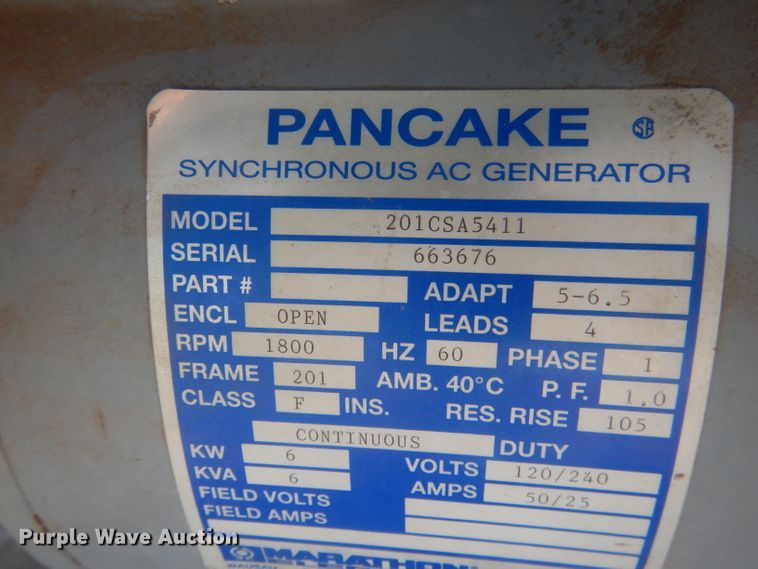 PANCAKE SA
SYNCHRONOUS AC GENERATOR
MODEL 201CSA5411
SERIAL 663676
PART # ADAPT 5-6.5
ENCL OPEN LEADS 4
RPM 1800 HZ 60 PHASE 1
FRAME 201 AMB. 40°C P. F. 1.0
CLASS F INS. RES. RISE 105
CONTINUOUS DUTY
KW 6 VOLTS 120/240
KVA 6 AMPS 50/25
FIELD VOLTS
FIELD AMPS
MARATHON
Purple Wave Auction